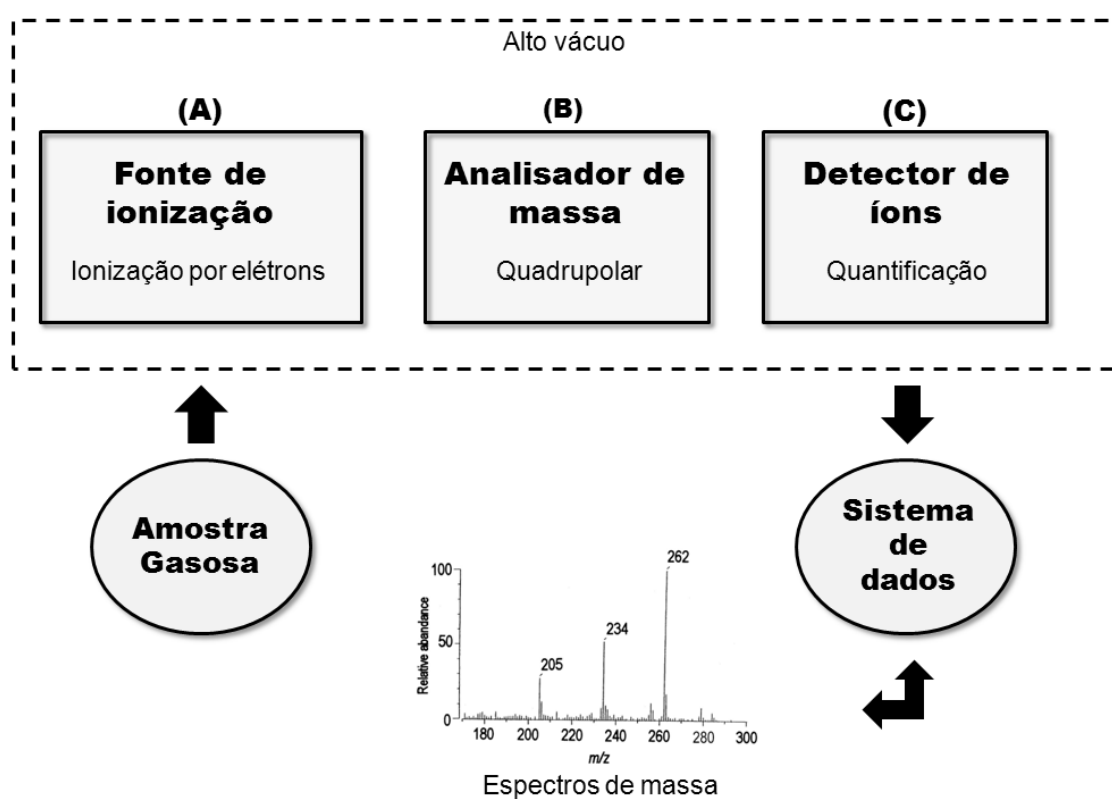 Alto vácuo
(A)
Fonte de
ionização
Ionização por elétrons
(B)
Analisador de
massa
Quadrupolar
(C)
Detector de
íons
Quantificação
Amostra
Gasosa
Sistema
de
dados
Relative abundance
100
50
0
205
234
262
180
200
220
240
260
280
300
m/z
Espectros de massa